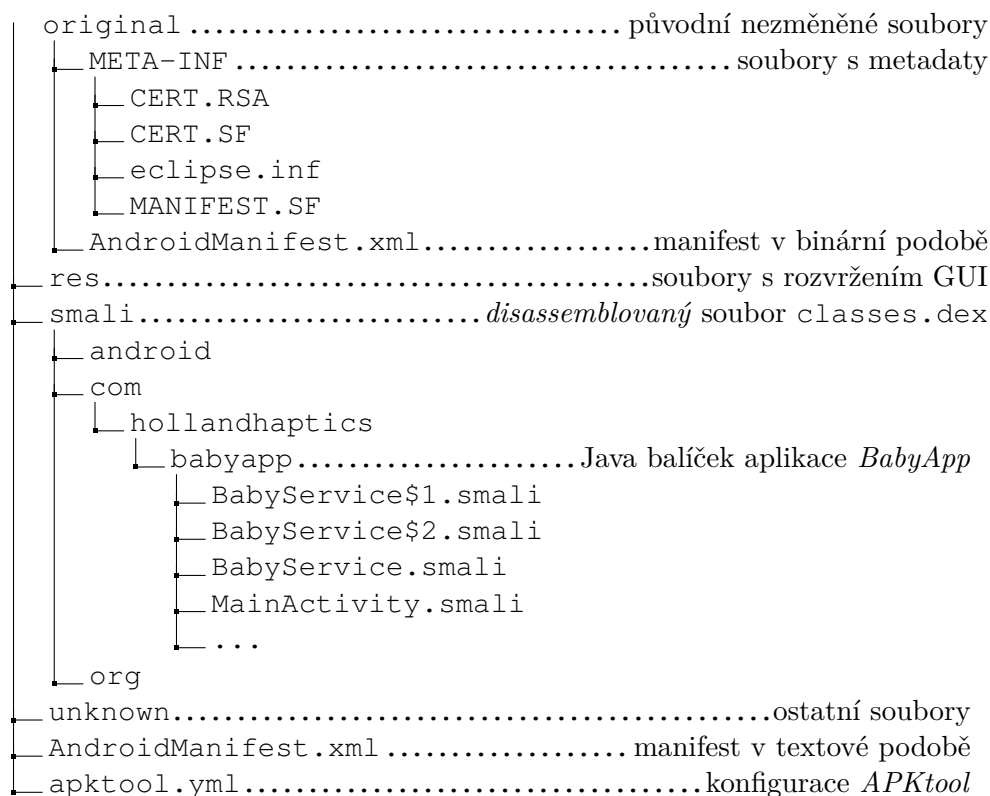 original .................................. původní nezměněné soubory
META-INF ....................................... soubory s metadaty
CERT.RSA
CERT.SF
eclipse.inf
MANIFEST.SF
AndroidManifest.xml..................manifest v binární podobě
res...........................................soubory s rozvržením GUI
smali...........................disassemblovaný soubor classes.dex
android
com
hollandhaptics
babyapp......................Java balíček aplikace BabyApp
BabyService$1.smali
BabyService$2.smali
BabyService.smali
MainActivity.smali
...
org
unknown...............................................ostatní soubory
AndroidManifest.xml ................... manifest v textové podobě
apktool.yml....................................konfigurace APKtool